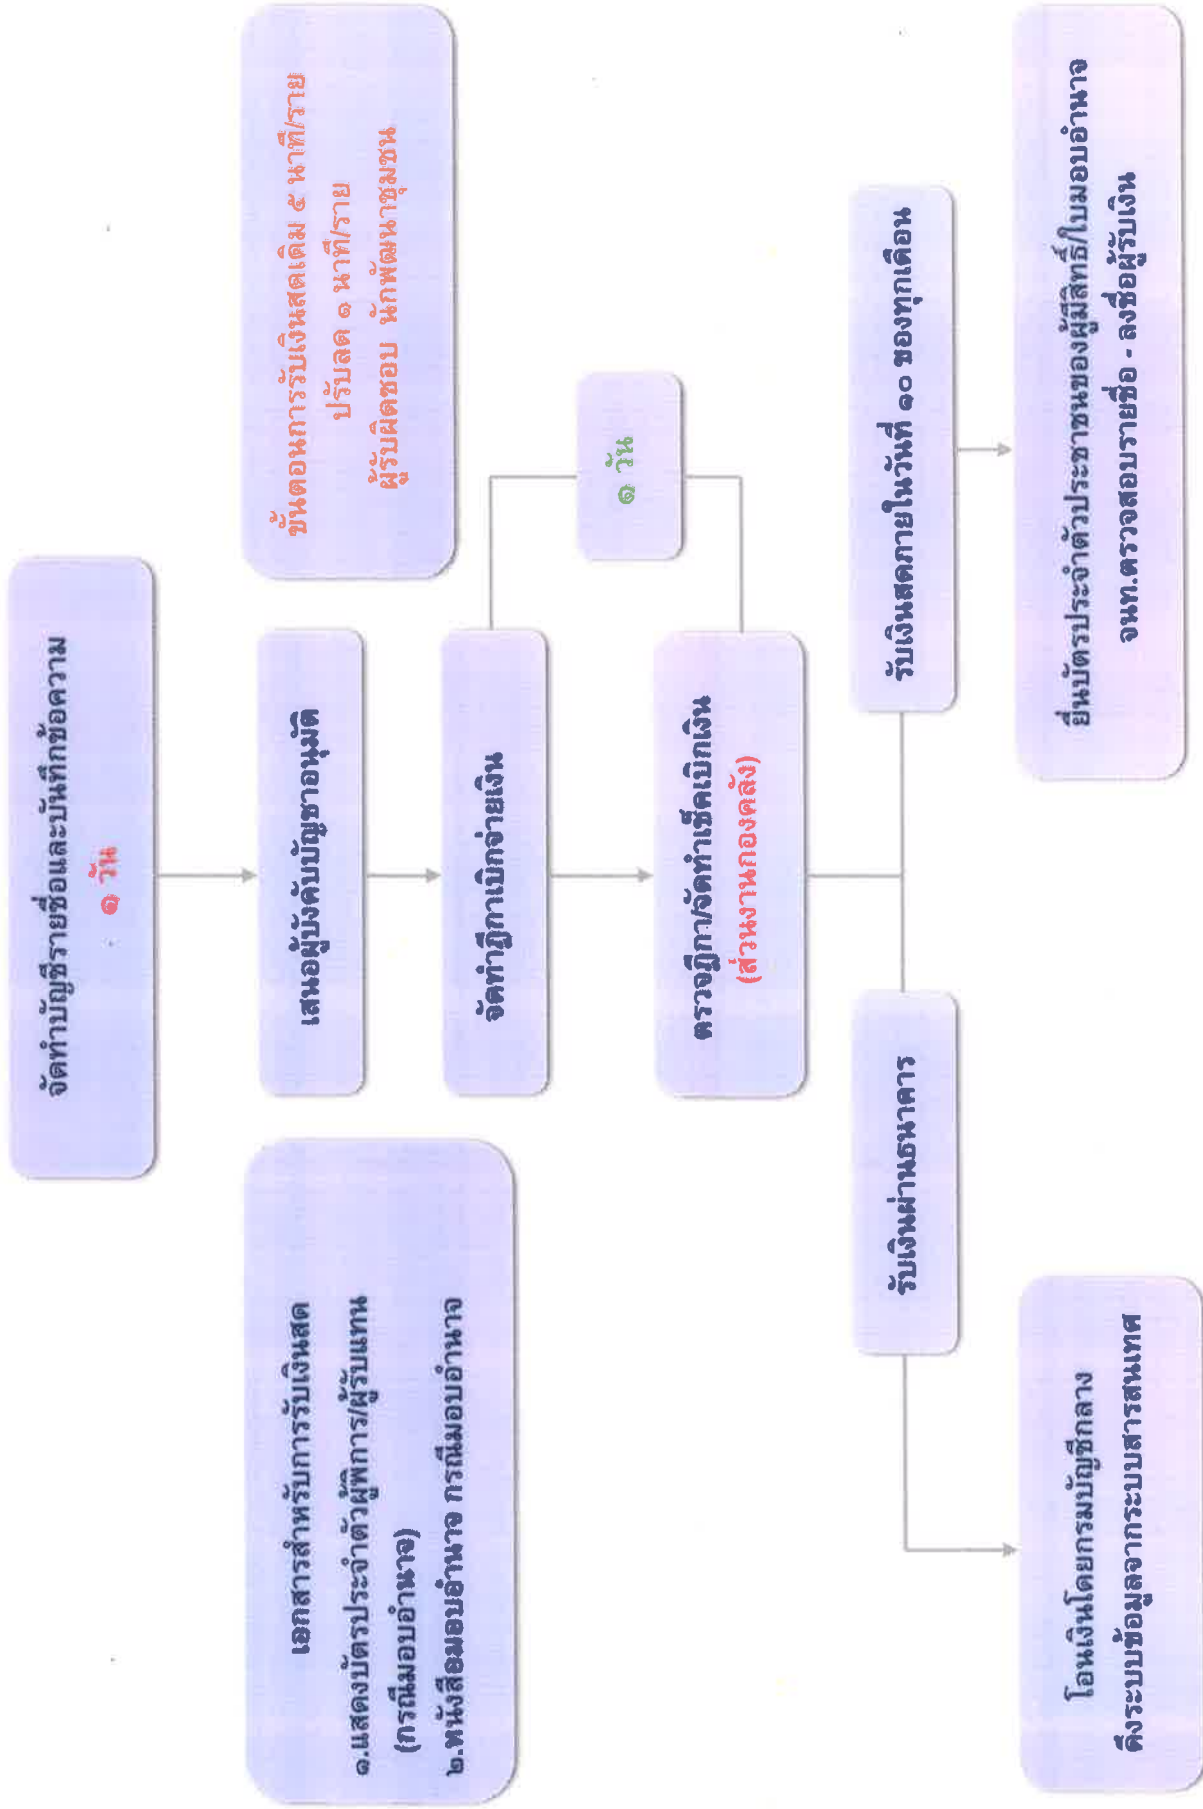 จัดทำบัญชีรายชื่อและบันทึกข้อความ
๑ วัน
เอกสารสำหรับการรับเงินสด
๑.แสดงบัตรประจำตัวผู้พิการ/ผู้รับแทน
(กรณีมอบอำนาจ)
๒.หนังสือมอบอำนาจ กรณีมอบอำนาจ
เสนอผู้บังคับบัญชาอนุมัติ
ขั้นตอนการรับเงินสดเดิม ๕ นาที/ราย
ปรับลด ๑ นาที/ราย
ผู้รับผิดชอบ นักพัฒนาชุมชน
จัดทำฎีกาเบิกจ่ายเงิน
๑ วัน
ตรวจฎีกา/จัดทำเช็คเบิกเงิน
(ส่วนงานกองคลัง)
รับเงินผ่านธนาคาร
รับเงินสดภายในวันที่ ๑๐ ของทุกเดือน
โอนเงินโดยกรมบัญชีกลาง
ดึงระบบข้อมูลจากระบบสารสนเทศ
ยื่นบัตรประจำตัวประชาชนของผู้มีสิทธิ์/ใบมอบอำนาจ
จนท.ตรวจสอบรายชื่อ - ลงชื่อผู้รับเงิน